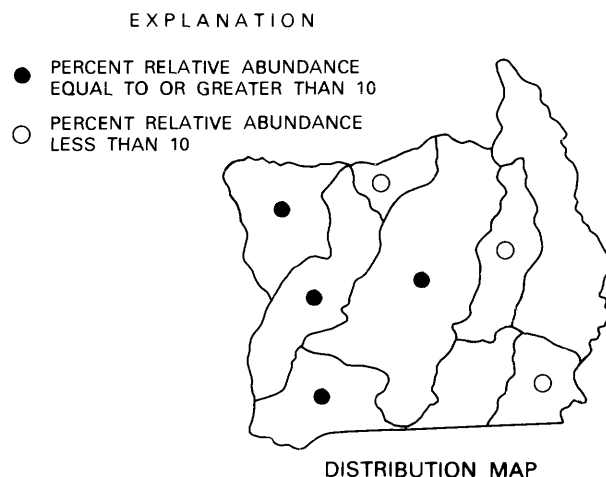 EXPLANATION
PERCENT RELATIVE ABUNDANCE
EQUAL TO OR GREATER THAN 10
PERCENT RELATIVE ABUNDANCE
LESS THAN 10
DISTRIBUTION MAP